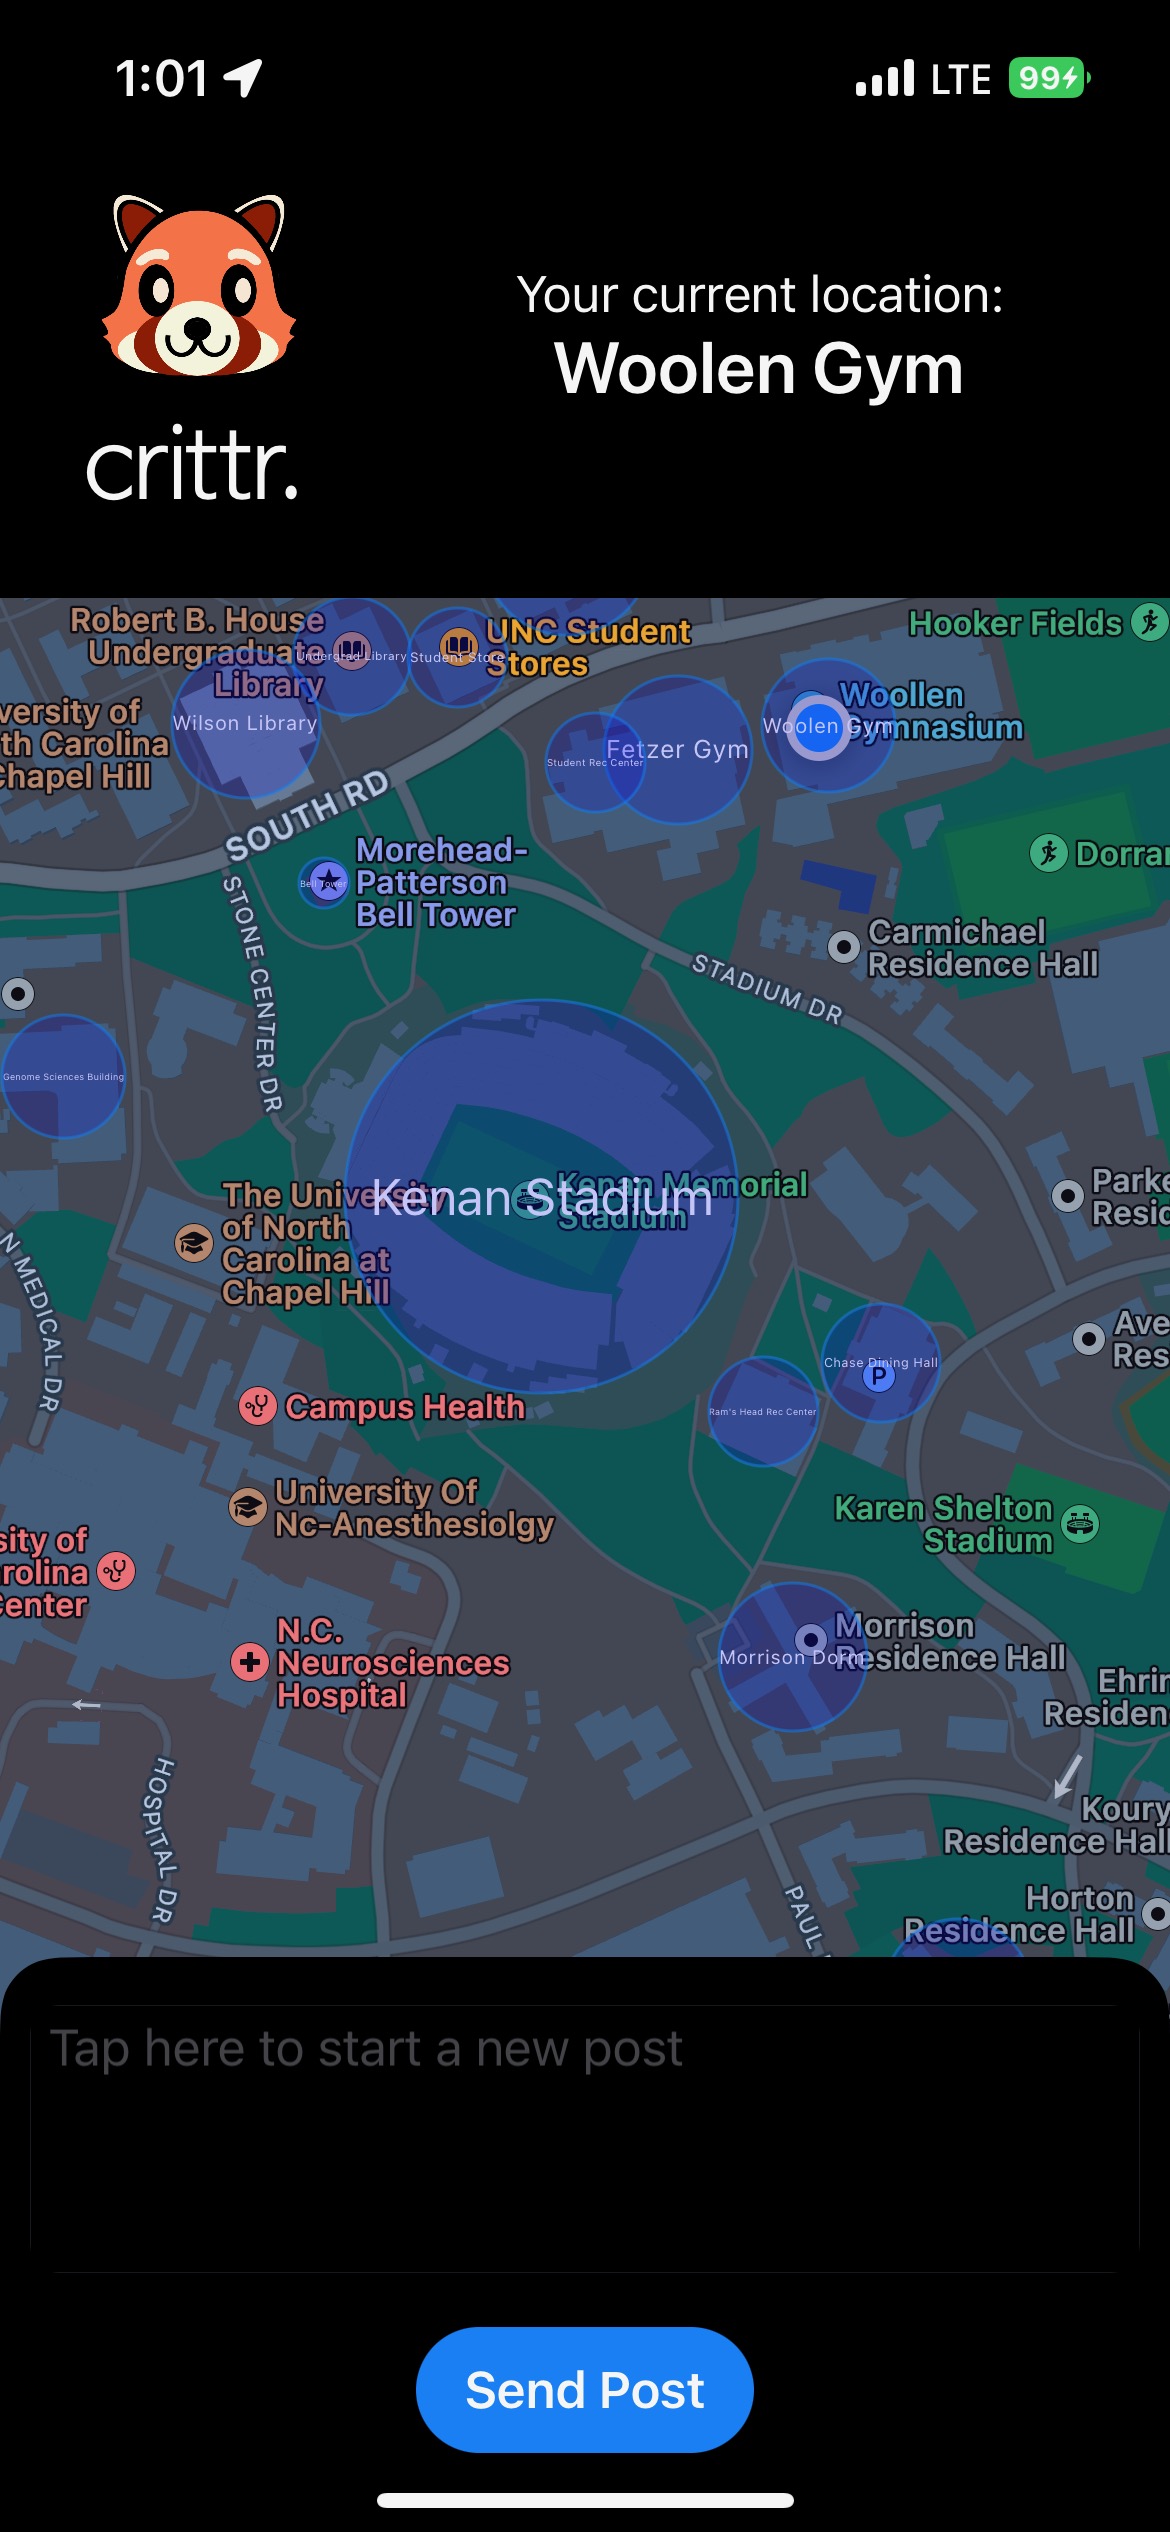 1:01
LTE
99
Your current location:
Woolen Gym
crittr.
Robert B. House
Undergraduate
Library
Undergrad Library
Student Store
UNC Student
Stores
Hooker Fields
versity of
th Carolina
Chapel Hill
Wilson Library
Woollen
Gymnasium
Woolen Gym
Fetzer Gym
Student Rec Center
SOUTH RD
Morehead-
Patterson
Bell Tower
Bell Tower
Dorrar
STONE CENTER DR
Carmichael
Residence Hall
STADIUM DR
Genome Sciences Building
The University
of North
Carolina at
Chapel Hill
Kenan Memorial
Stadium
Kenan Stadium
Parke
Resid
N MEDICAL DR
Ave
Res
Chase Dining Hall
P
Ram's Head Rec Center
Campus Health
University Of
Nc-Anesthesiolgy
Karen Shelton
Stadium
sity of
rolina
Center
N.C.
Neurosciences
Hospital
Morrison
Residence Hall
Morrison Dorm
Ehrin
Residen
HOSPITAL DR
Koury
Residence Hall
Horton
Residence Hall
PAUL
Tap here to start a new post
Send Post